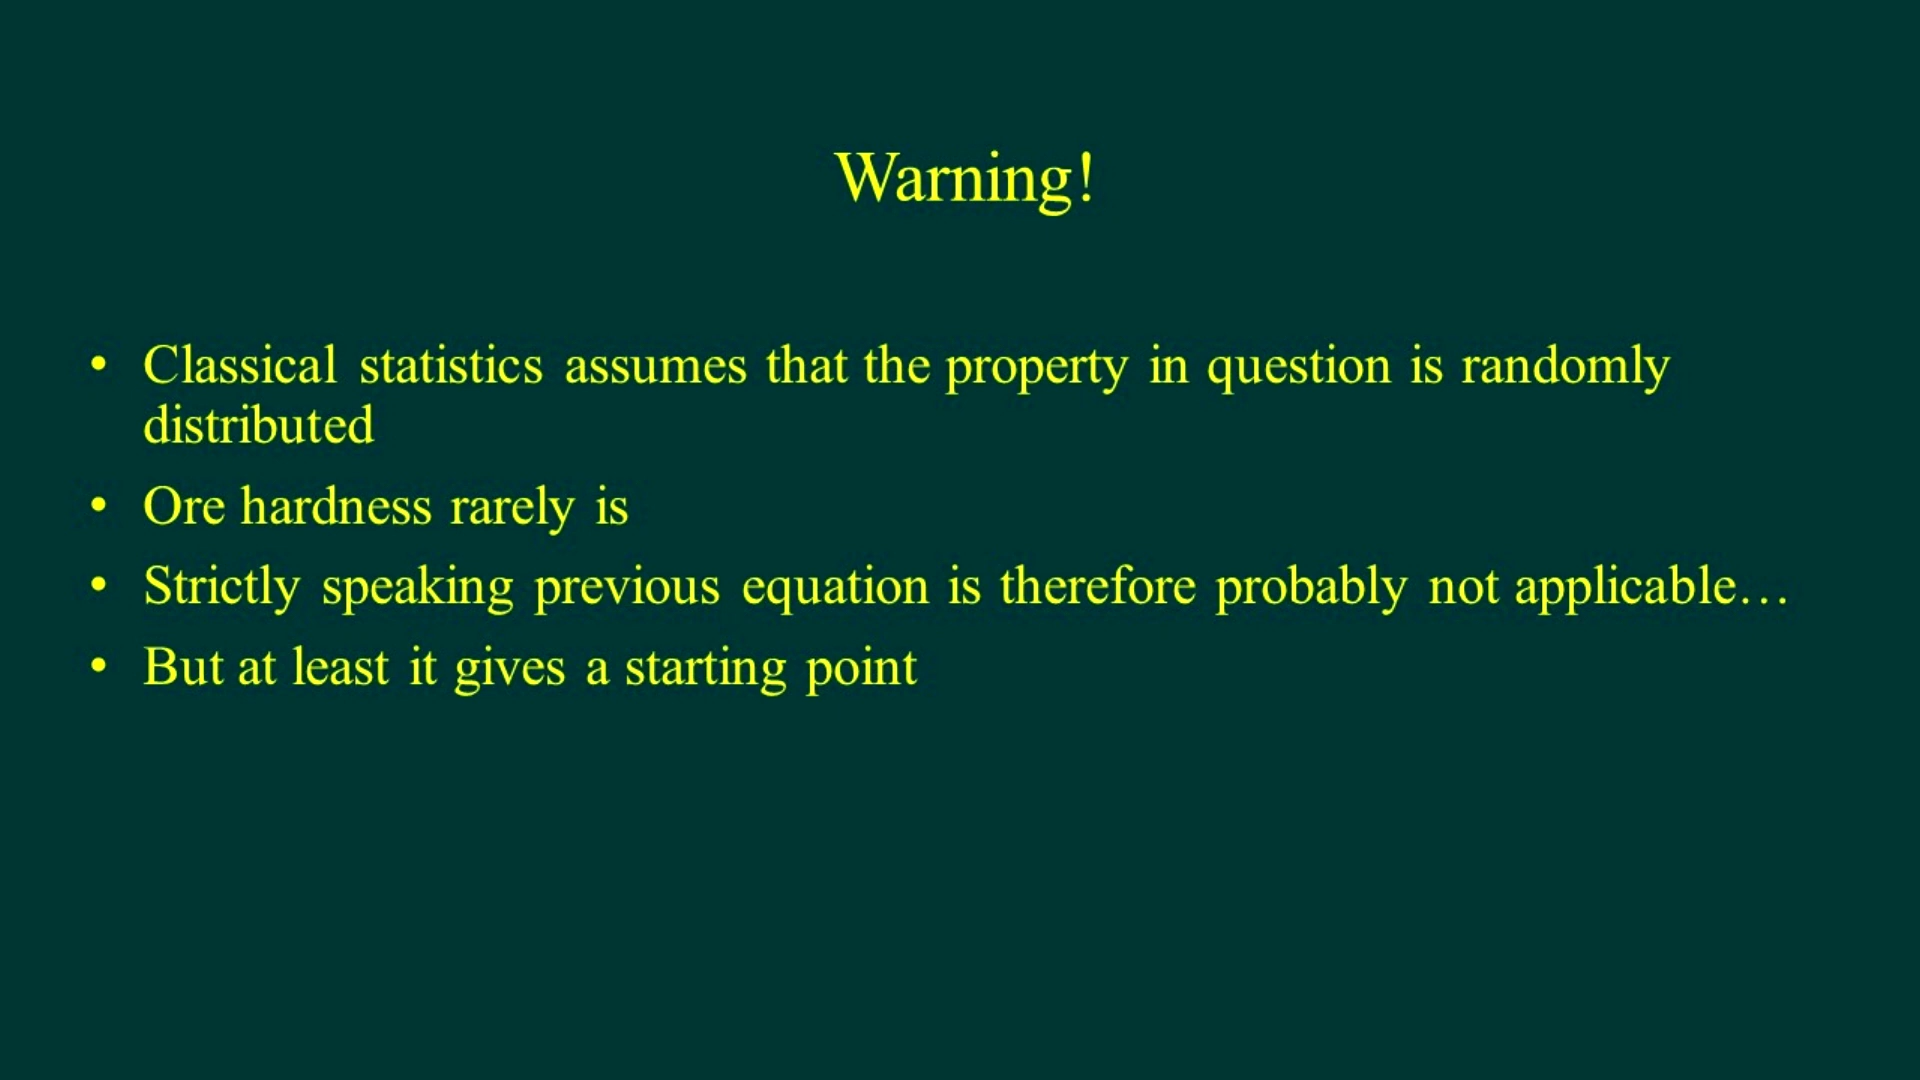 Warning!
• Classical statistics assumes that the property in question is randomly
distributed
• Ore hardness rarely is
• Strictly speaking previous equation is therefore probably not applicable…
• But at least it gives a starting point